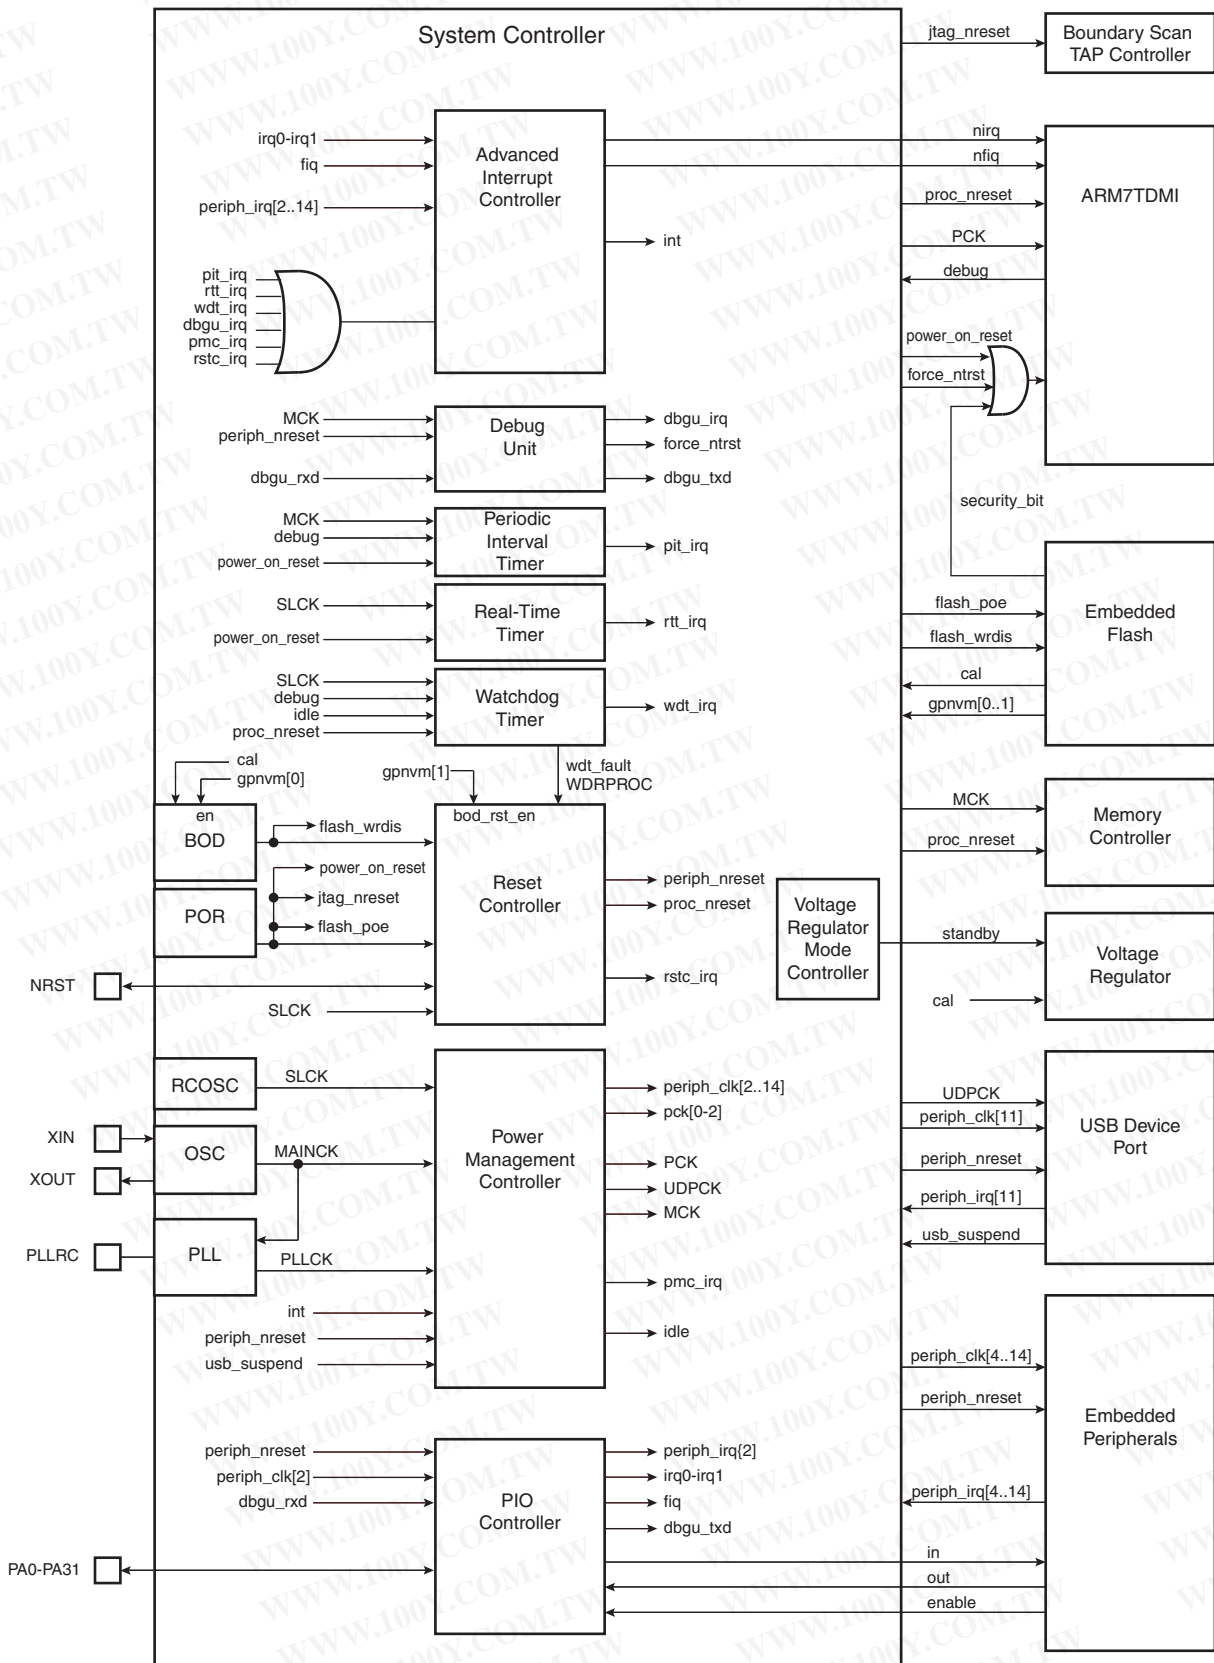 System Controller
jtag_nreset
Boundary Scan
TAP Controller
irq0-irq1
fiq
periph_irq[2..14]
Advanced
Interrupt
Controller
int
nirq
nfiq
proc_nreset
PCK
debug
ARM7TDMI
pit_irq
rtt_irq
wdt_irq
dbgu_irq
pmc_irq
rstc_irq
power_on_reset
force_ntrst
security_bit
MCK
periph_nreset
dbgu_rxd
Debug
Unit
dbgu_irq
force_ntrst
dbgu_txd
MCK
debug
power_on_reset
Periodic
Interval
Timer
pit_irq
SLCK
power_on_reset
Real-Time
Timer
rtt_irq
flash_poe
flash_wrdis
cal
gpnvm[0..1]
Embedded
Flash
SLCK
debug
idle
proc_nreset
Watchdog
Timer
wdt_irq
cal
gpnvm[0]
en
BOD
gpnvm[1]
wdt_fault
WDRPROC
bod_rst_en
flash_wrdis
power_on_reset
jtag_nreset
flash_poe
POR
Reset
Controller
periph_nreset
proc_nreset
rstc_irq
NRST
SLCK
MCK
proc_nreset
Memory
Controller
Voltage
Regulator
Mode
Controller
standby
cal
Voltage
Regulator
RCOSC
SLCK
XIN
XOUT
OSC
MAINCK
PLLRC
PLL
PLLCK
int
periph_nreset
usb_suspend
Power
Management
Controller
periph_clk[2..14]
pck[0-2]
PCK
UDPCK
MCK
pmc_irq
idle
UDPCK
periph_clk[11]
periph_nreset
periph_irq[11]
usb_suspend
USB Device
Port
periph_nreset
periph_clk[2]
dbgu_rxd
PA0-PA31
PIO
Controller
periph_irq{2]
irq0-irq1
fiq
dbgu_txd
periph_clk[4..14]
periph_nreset
periph_irq[4..14]
in
out
enable
Embedded
Peripherals
WWW.100Y.COM.TW